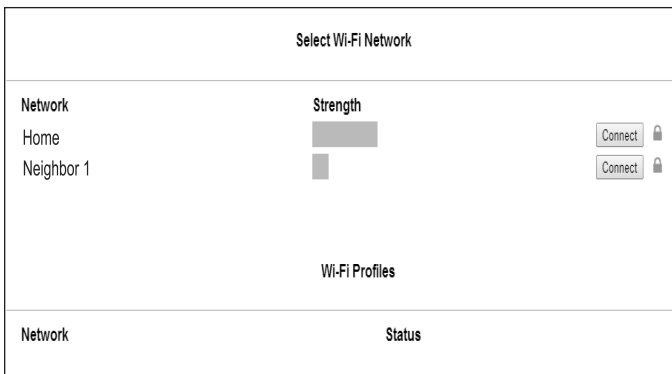 Select Wi-Fi Network
Network Strength
Home Connect
Neighbor 1 Connect
Wi-Fi Profiles
Network Status